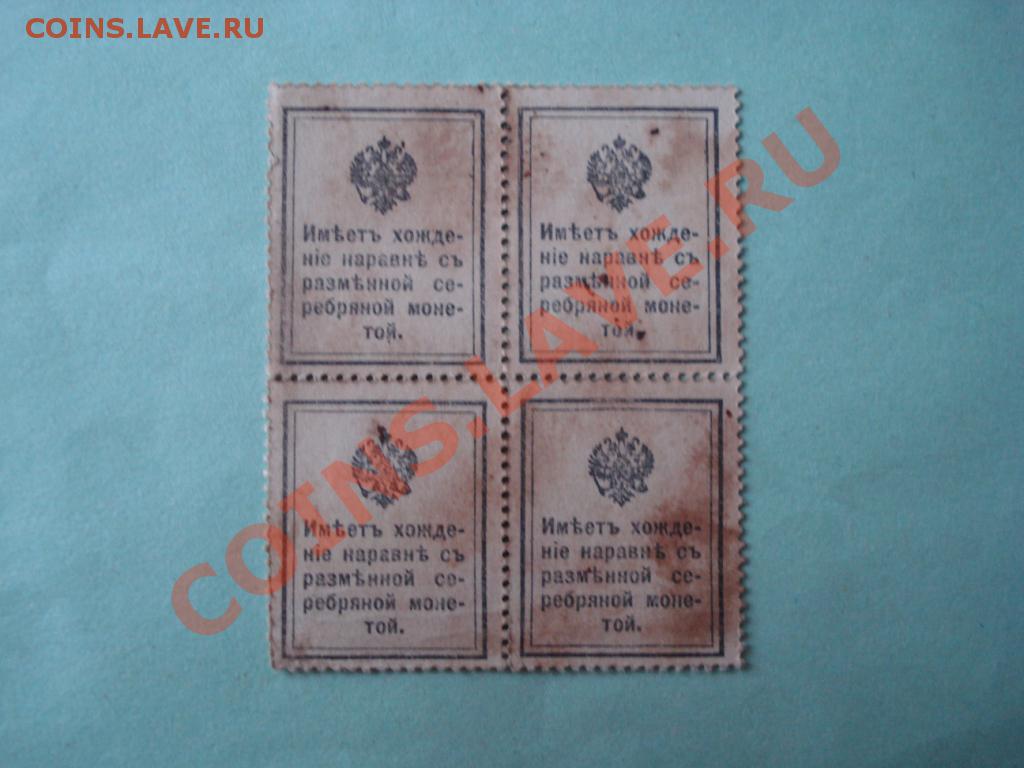 COINS.LAVE.RU
Имѣетъ хожде-
ніе наравнѣ съ
размѣнной се-
ребряной моне-
той.
Имѣетъ хожде-
ніе наравнѣ съ
размѣнной се-
ребряной моне-
той.
Имѣетъ хожде-
ніе наравнѣ съ
размѣнной се-
ребряной моне-
той.
Имѣетъ хожде-
ніе наравнѣ съ
размѣнной се-
ребряной моне-
той.
COINS.LAVE.RU